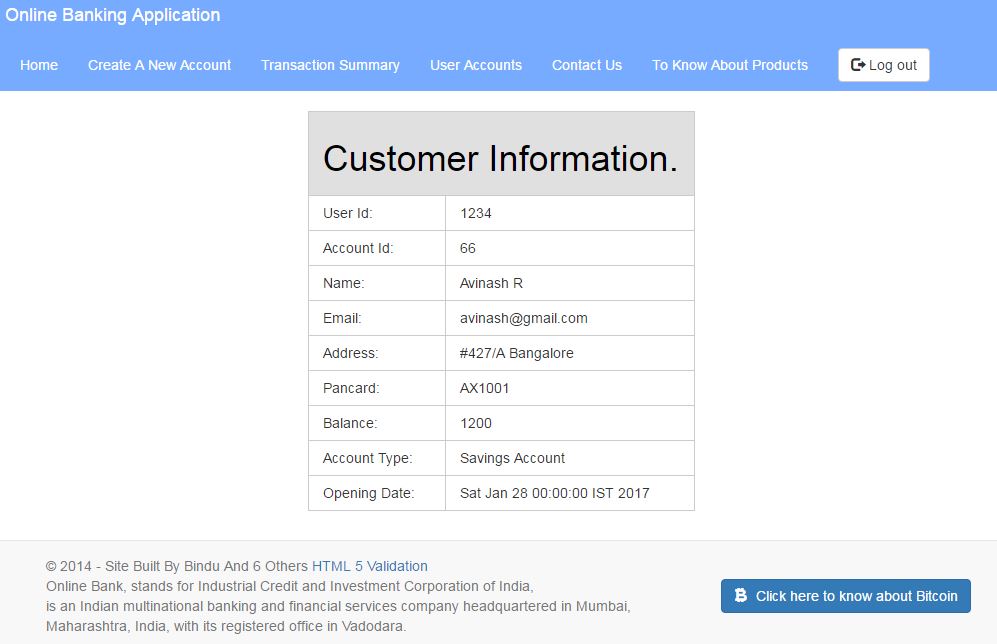 Online Banking Application
Home Create A New Account Transaction Summary User Accounts Contact Us To Know About Products Log out
Customer Information.
User Id: 1234
Account Id: 66
Name: Avinash R
Email: avinash@gmail.com
Address: #427/A Bangalore
Pancard: AX1001
Balance: 1200
Account Type: Savings Account
Opening Date: Sat Jan 28 00:00:00 IST 2017
© 2014 - Site Built By Bindu And 6 Others HTML 5 Validation
Online Bank, stands for Industrial Credit and Investment Corporation of India,
is an Indian multinational banking and financial services company headquartered in Mumbai,
Maharashtra, India, with its registered office in Vadodara.
Click here to know about Bitcoin